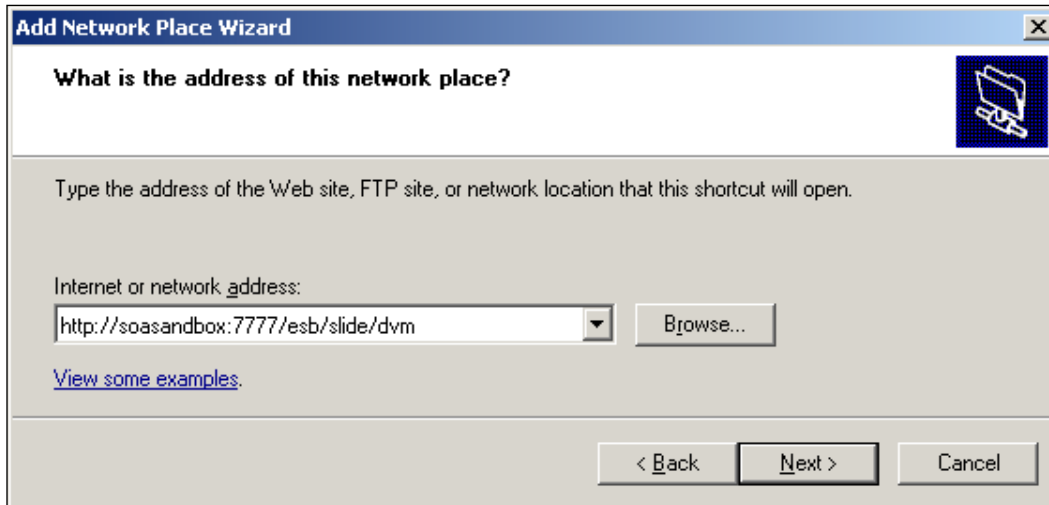 Add Network Place Wizard
What is the address of this network place?
Type the address of the Web site, FTP site, or network location that this shortcut will open.
Internet or network address:
http://soasandbox:7777/esb/slide/dvm
Browse...
View some examples.
< Back
Next >
Cancel